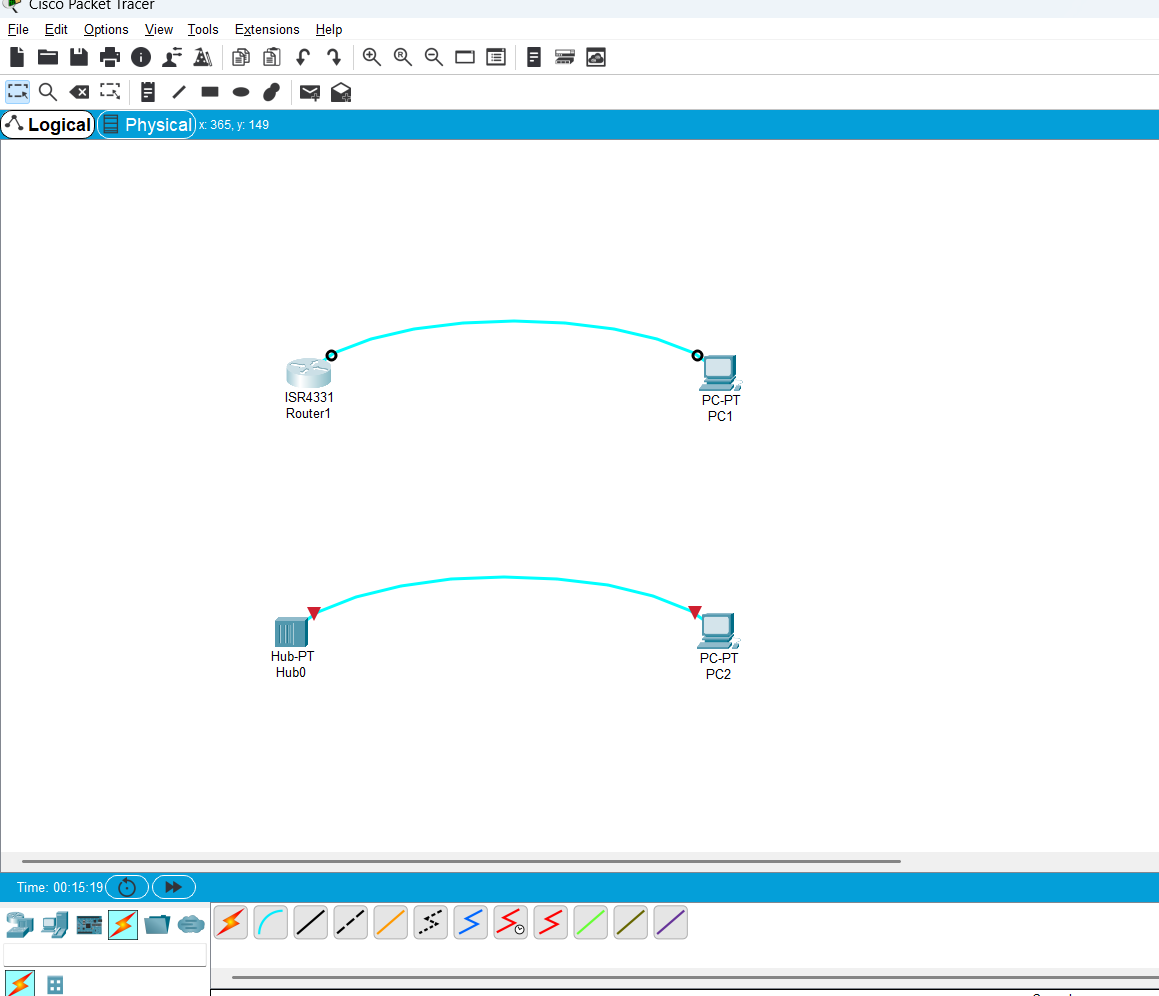 Cisco Packet Tracer
File Edit Options View Tools Extensions Help
Logical Physical x: 365, y: 149
ISR4331
Router1
PC-PT
PC1
Hub-PT
Hub0
PC-PT
PC2
Time: 00:15:19